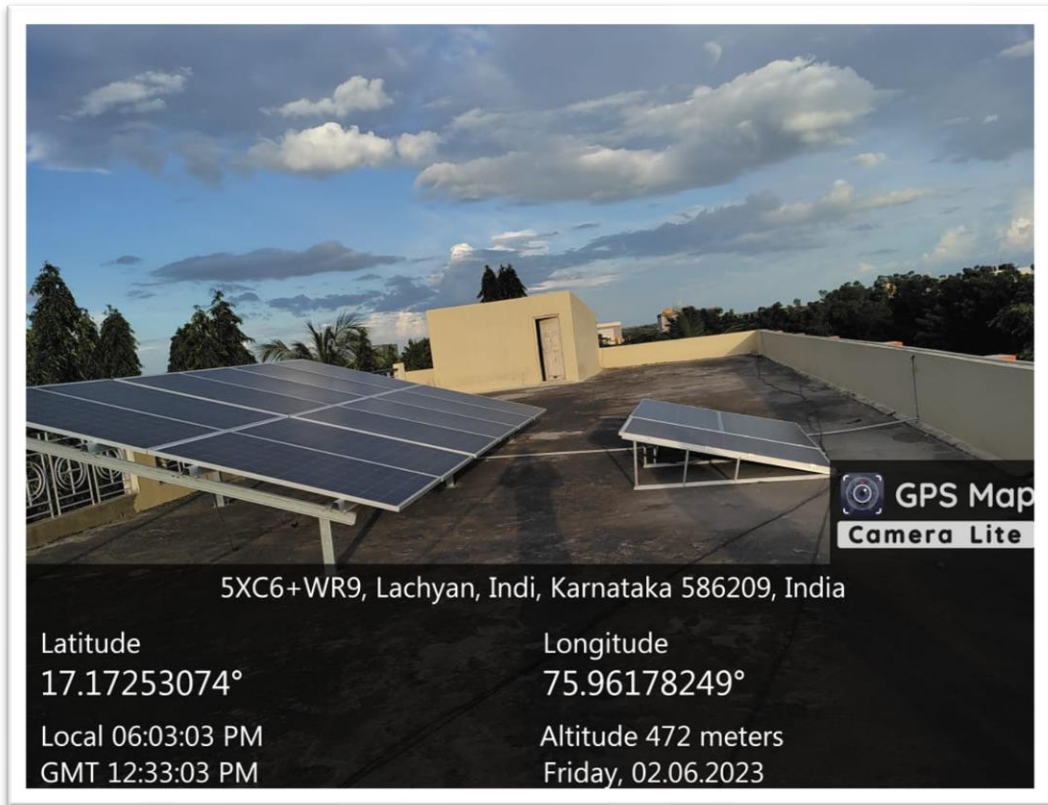 GPS Map
Camera Lite
5XC6+WR9, Lachyan, Indi, Karnataka 586209, India
Latitude
17.17253074°
Longitude
75.96178249°
Local 06:03:03 PM
GMT 12:33:03 PM
Altitude 472 meters
Friday, 02.06.2023